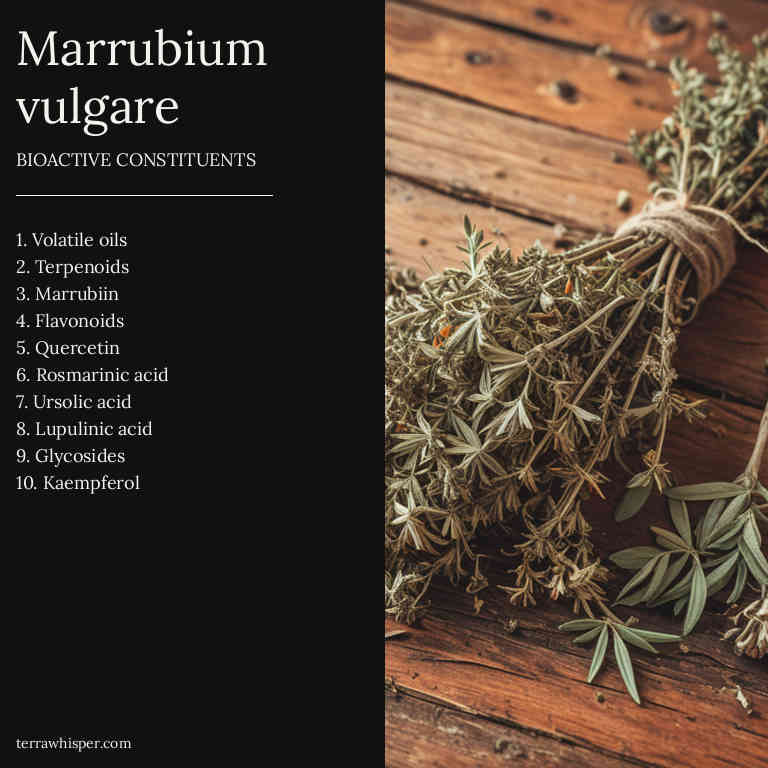 Marrubium
vulgare
BIOACTIVE CONSTITUENTS
1. Volatile oils
2. Terpenoids
3. Marrubiin
4. Flavonoids
5. Quercetin
6. Rosmarinic acid
7. Ursolic acid
8. Lupulinic acid
9. Glycosides
10. Kaempferol
terrawhisper.com